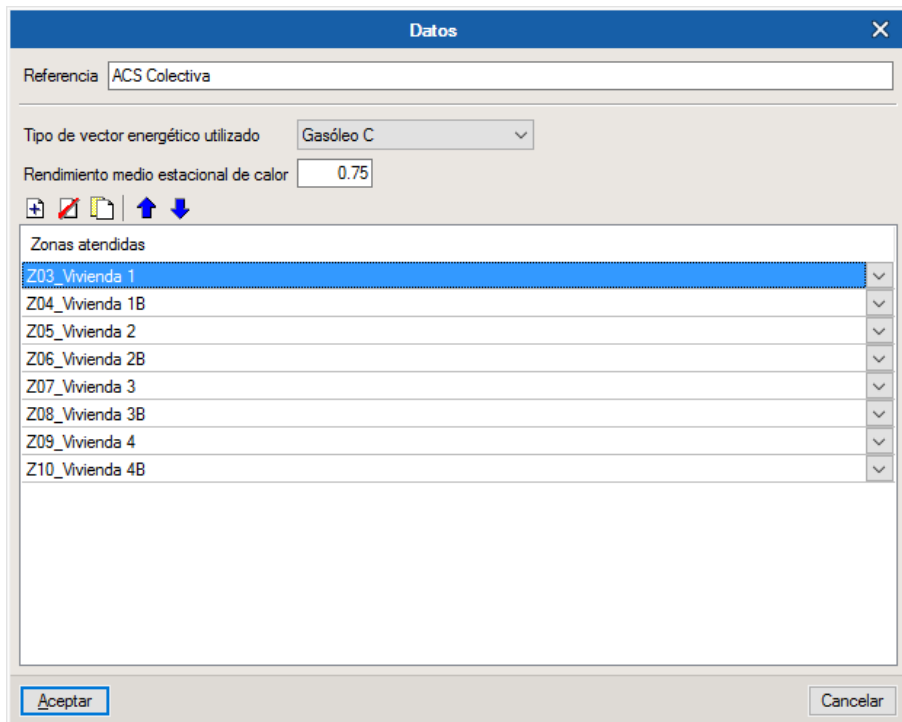 Datos
Referencia ACS Colectiva
Tipo de vector energético utilizado Gasóleo C
Rendimiento medio estacional de calor 0.75
Zonas atendidas
Z03_Vivienda 1
Z04_Vivienda 1B
Z05_Vivienda 2
Z06_Vivienda 2B
Z07_Vivienda 3
Z08_Vivienda 3B
Z09_Vivienda 4
Z10_Vivienda 4B
Aceptar Cancelar